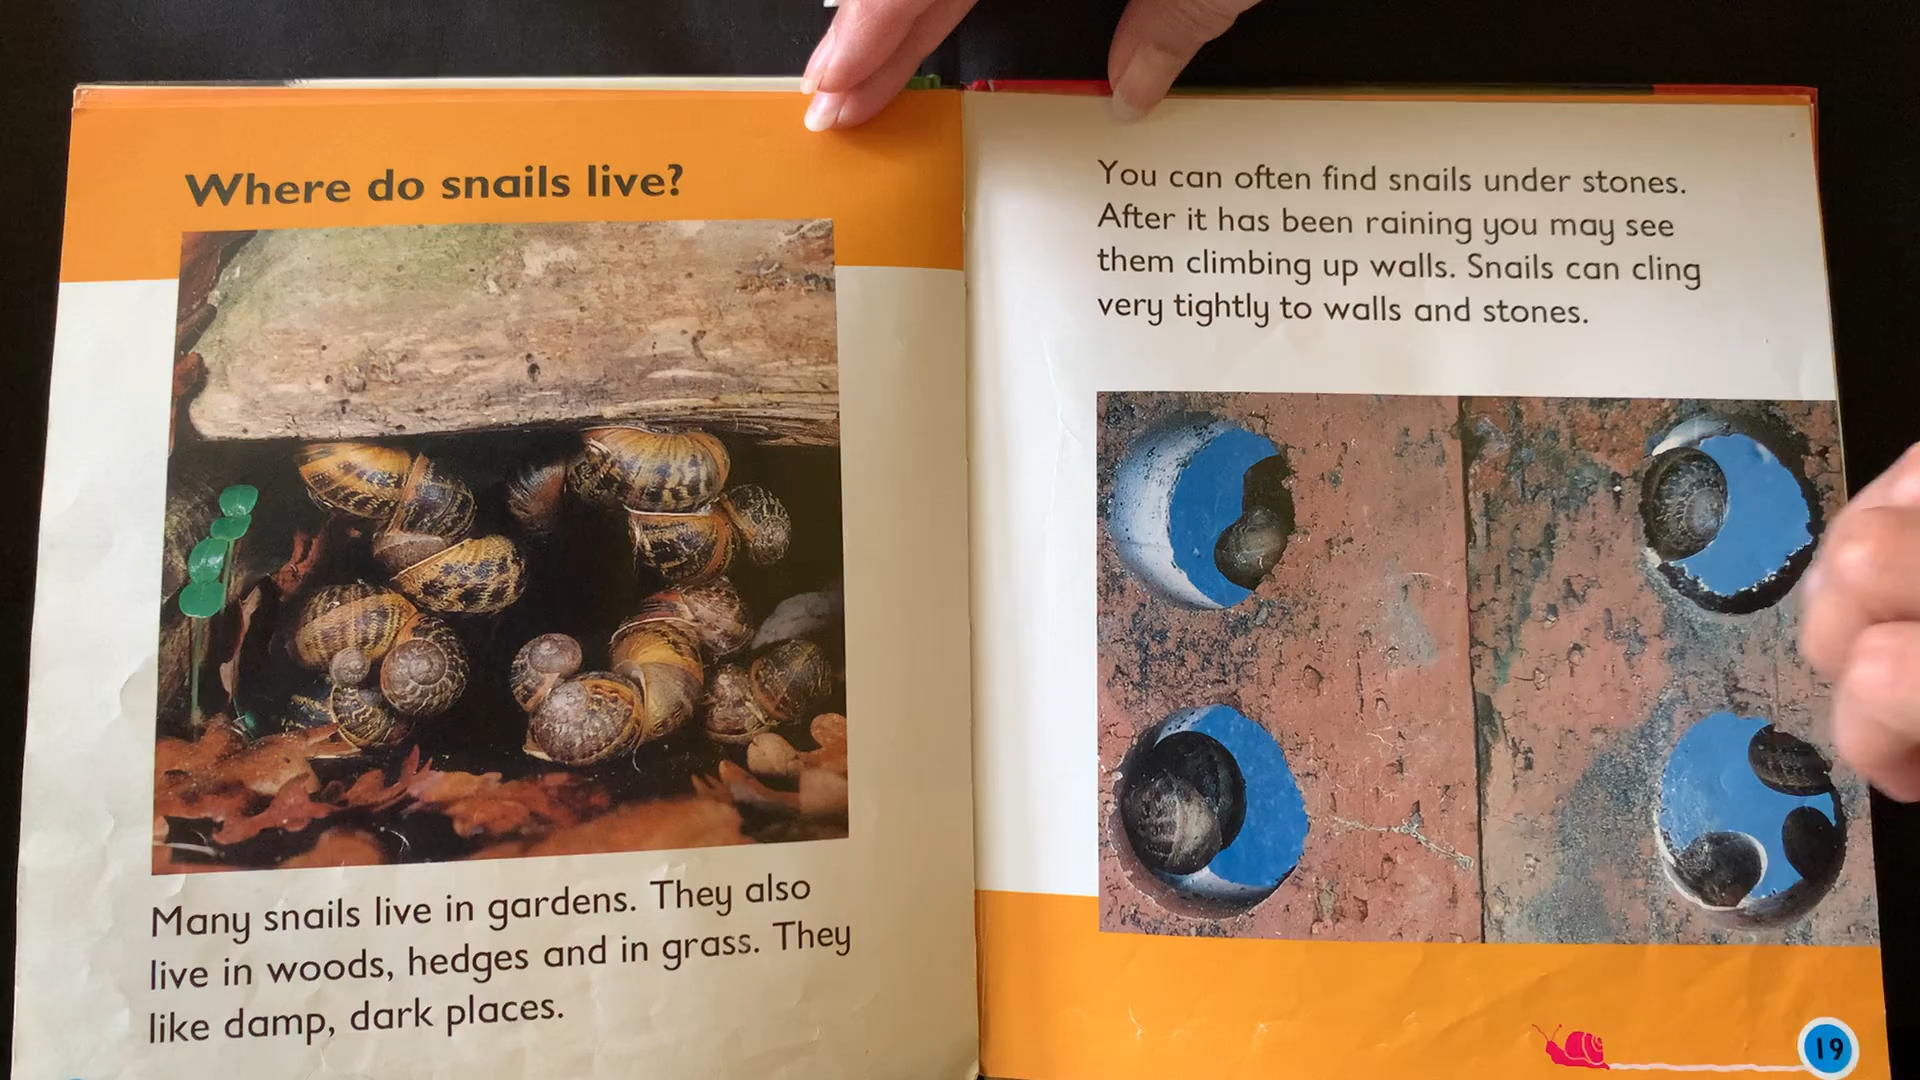 Where do snails live?
Many snails live in gardens. They also
live in woods, hedges and in grass. They
like damp, dark places.
You can often find snails under stones.
After it has been raining you may see
them climbing up walls. Snails can cling
very tightly to walls and stones.
19